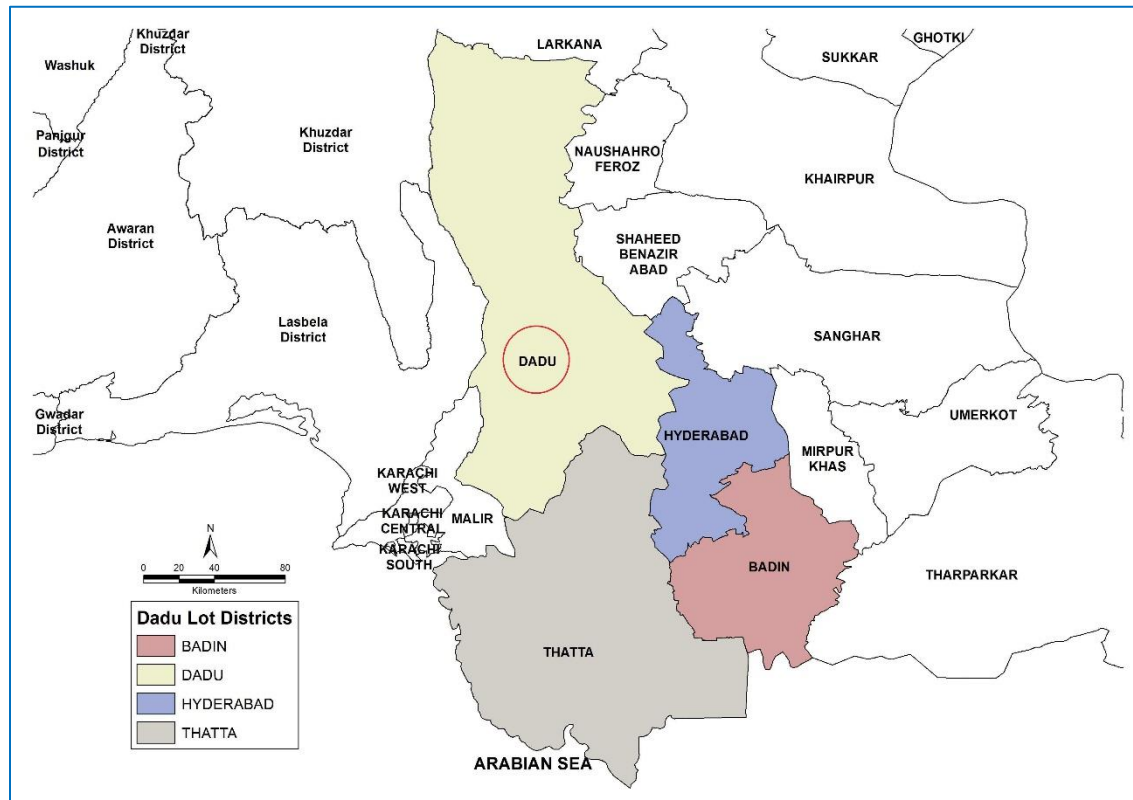 Khuzdar
District
LARKANA
GHOTKI
SUKKAR
Washuk
Panjgur
District
Khuzdar
District
NAUSHAHRO
FEROZ
KHAIRPUR
Awaran
District
SHAHEED
BENAZIR
ABAD
Lasbela
District
SANGHAR
DADU
Gwadar
District
UMERKOT
HYDERABAD
MIRPUR
KHAS
KARACHI
WEST
KARACHI
CENTRAL
MALIR
KARACHI
SOUTH
BADIN
THARPARKAR
THATTA
ARABIAN SEA
N
0 20 40 80
Kilometers
Dadu Lot Districts
BADIN
DADU
HYDERABAD
THATTA